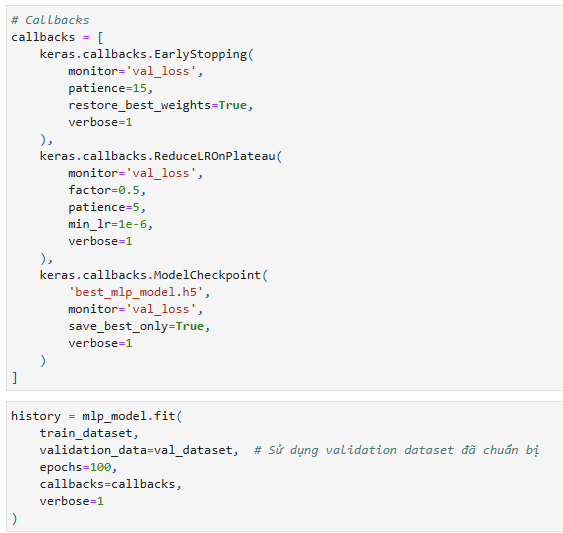 # Callbacks
callbacks = [
    keras.callbacks.EarlyStopping(
        monitor='val_loss',
        patience=15,
        restore_best_weights=True,
        verbose=1
    ),
    keras.callbacks.ReduceLROnPlateau(
        monitor='val_loss',
        factor=0.5,
        patience=5,
        min_lr=1e-6,
        verbose=1
    ),
    keras.callbacks.ModelCheckpoint(
        'best_mlp_model.h5',
        monitor='val_loss',
        save_best_only=True,
        verbose=1
    )
]
history = mlp_model.fit(
    train_dataset,
    validation_data=val_dataset,  # Sử dụng validation dataset đã chuẩn bị
    epochs=100,
    callbacks=callbacks,
    verbose=1
)